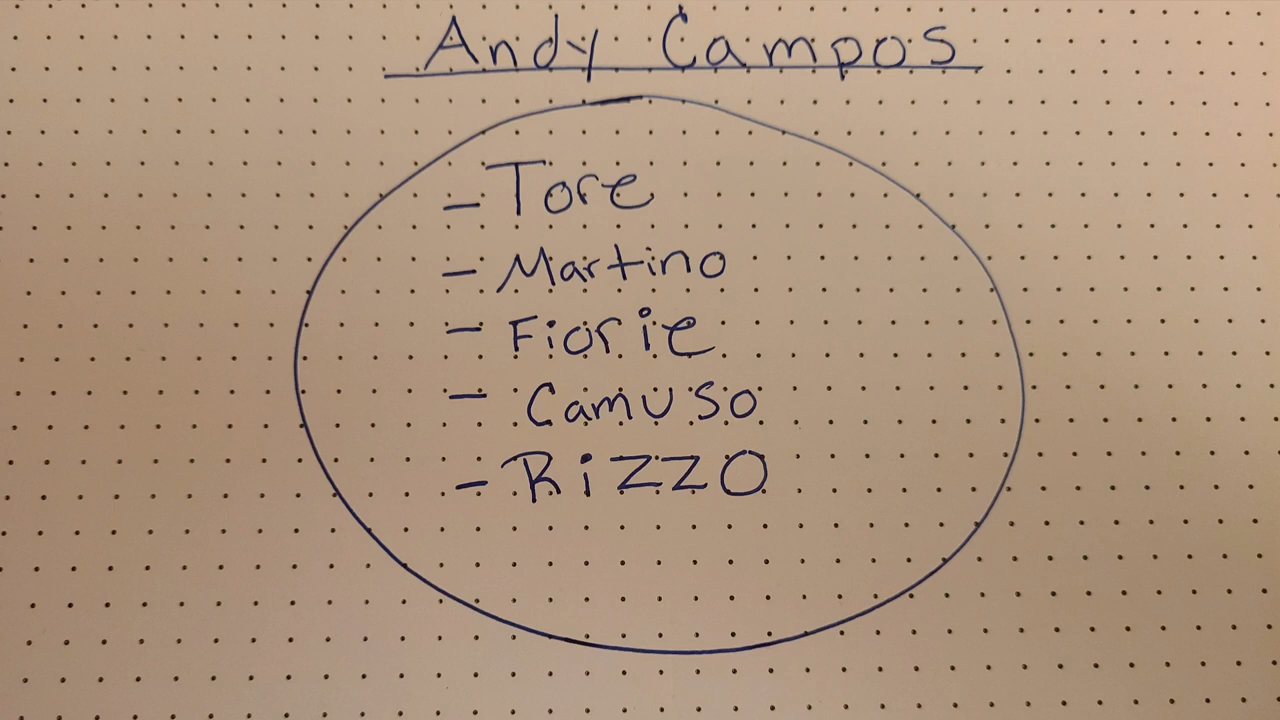 Andy Campos
- Tore
- Martino
- Fiorie
- Camuso
- Rizzo